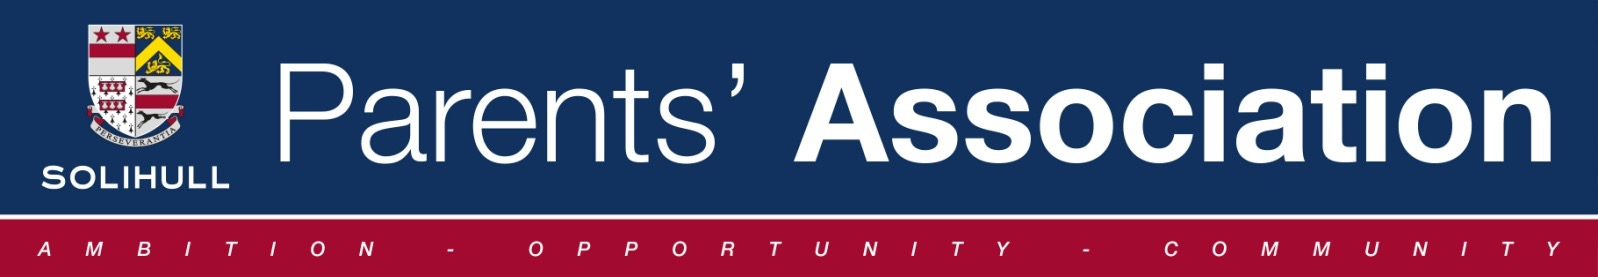 PERSEVERANTIA
SOLIHULL
Parents’ Association
AMBITION - OPPORTUNITY - COMMUNITY